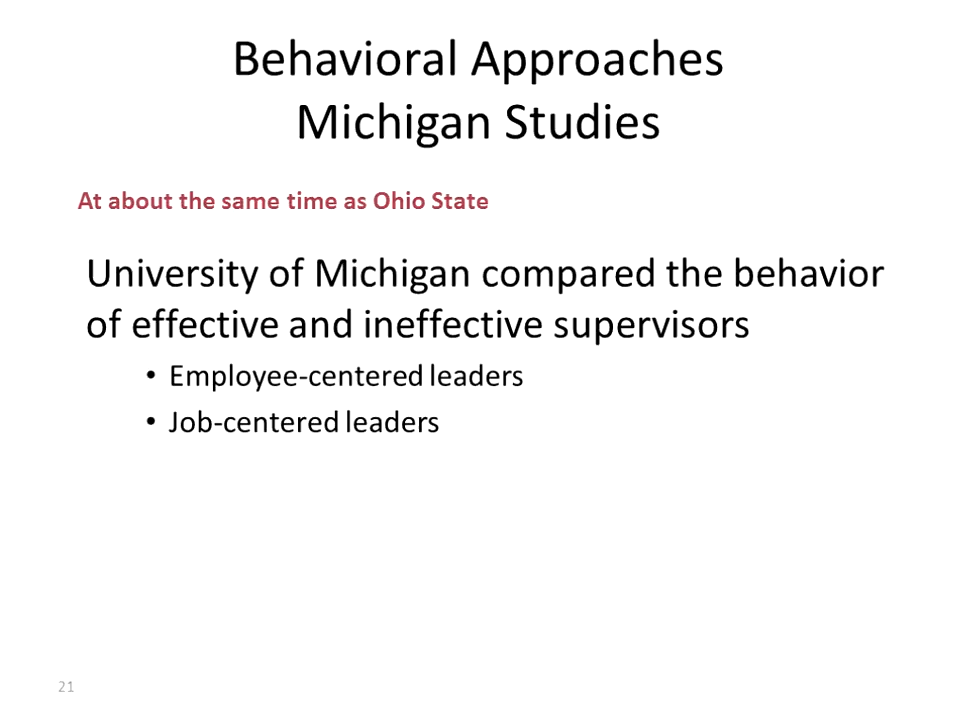 Behavioral Approaches
Michigan Studies
At about the same time as Ohio State
University of Michigan compared the behavior
of effective and ineffective supervisors
• Employee-centered leaders
• Job-centered leaders
21